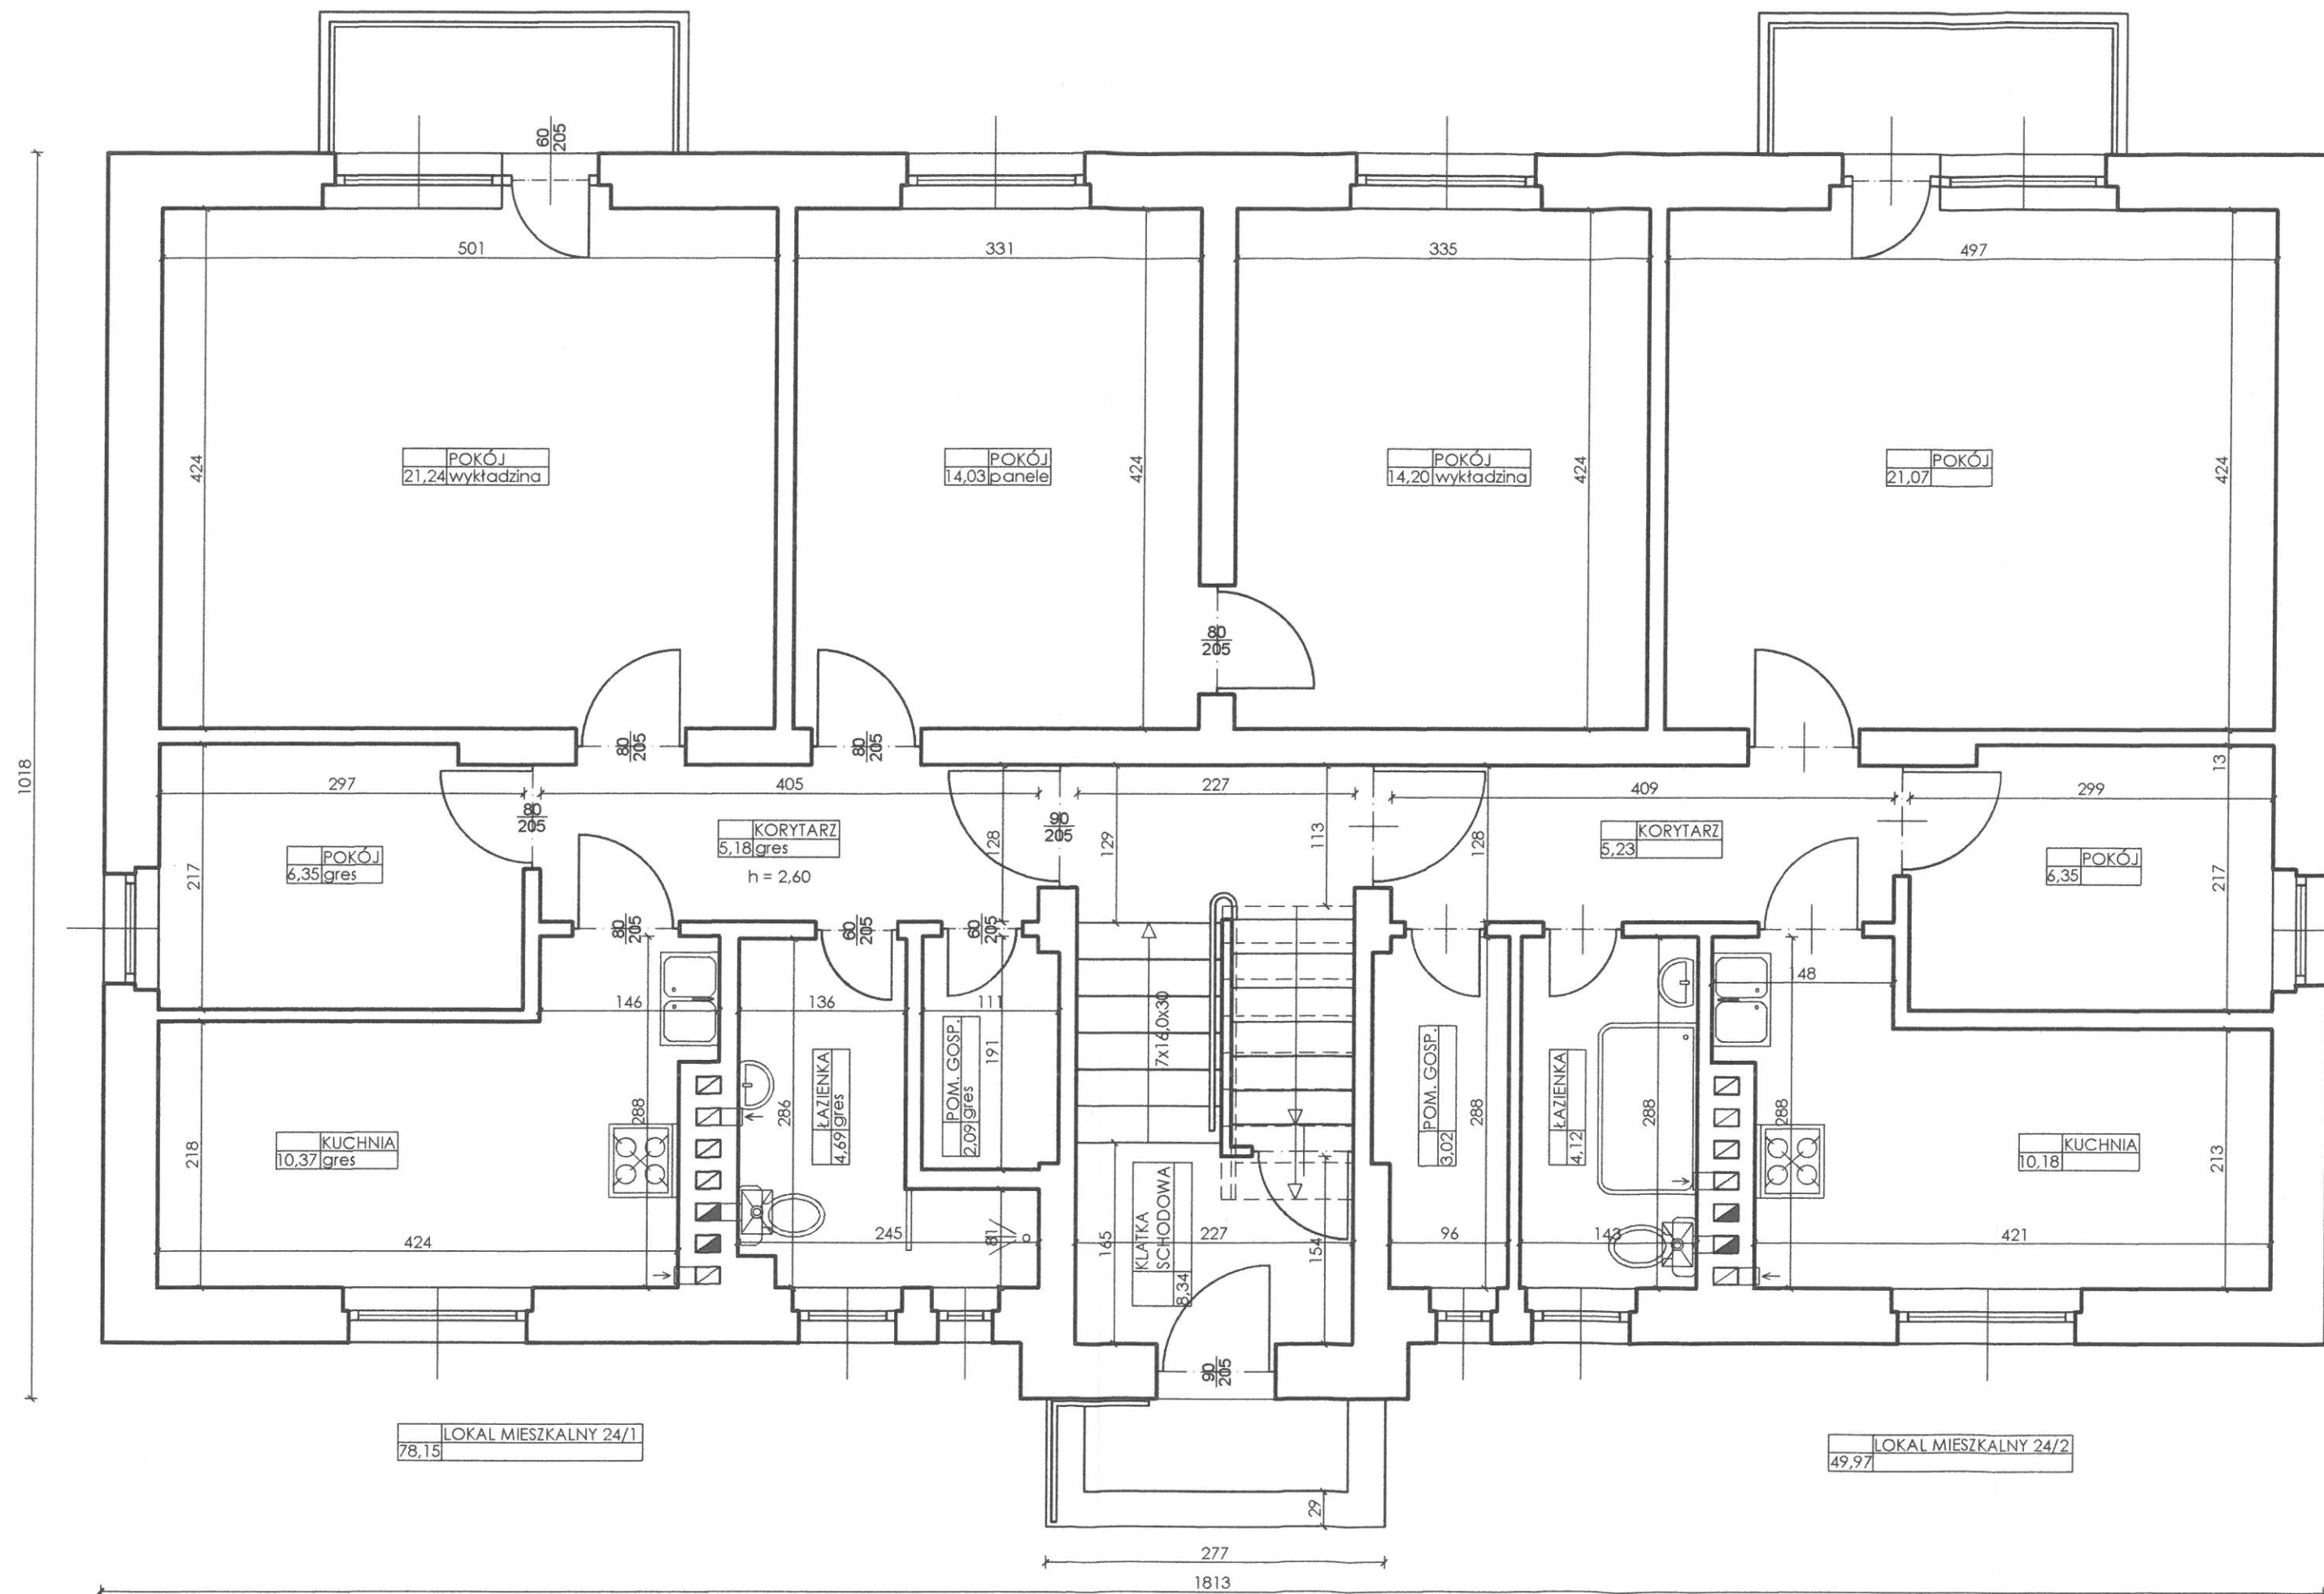 60
205
501
331
335
497
POKÓJ
21,24 wykładzina
POKÓJ
14,03 panele
POKÓJ
14,20 wykładzina
POKÓJ
21,07
424
424
424
424
80
205
80
205
80
205
1018
297
405
227
409
299
13
80
205
90
205
KORYTARZ
5,18 gres
h = 2,60
128
129
113
128
KORYTARZ
5,23
POKÓJ
6,35 gres
217
POKÓJ
6,35
217
80
205
60
205
60
205
146
136
111
48
KUCHNIA
10,37 gres
218
288
286
ŁAZIENKA
4,69 gres
POM. GOSP.
2,09 gres
191
7x16,0x30
POM. GOSP.
3,02
288
ŁAZIENKA
4,12
288
288
KUCHNIA
10,18
213
424
245
81
165
KLATKA
SCHODOWA
8,34
227
154
96
143
421
90
205
LOKAL MIESZKALNY 24/1
78,15
LOKAL MIESZKALNY 24/2
49,97
29
277
1813